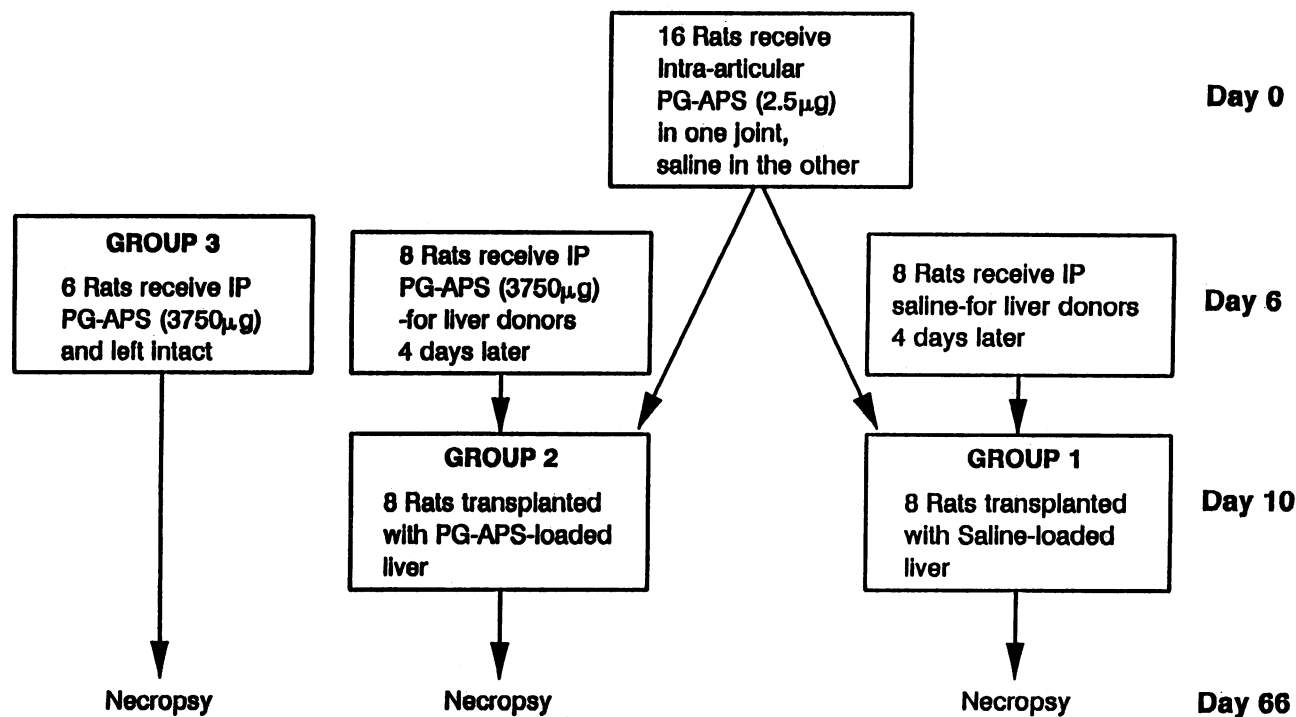 16 Rats receive
Intra-articular
PG-APS (2.5μg)
in one joint,
saline in the other
Day 0
GROUP 3
6 Rats receive IP
PG-APS (3750μg)
and left intact
8 Rats receive IP
PG-APS (3750μg)
-for liver donors
4 days later
8 Rats receive IP
saline-for liver donors
4 days later
Day 6
GROUP 2
8 Rats transplanted
with PG-APS-loaded
liver
GROUP 1
8 Rats transplanted
with Saline-loaded
liver
Day 10
Necropsy
Necropsy
Necropsy
Day 66